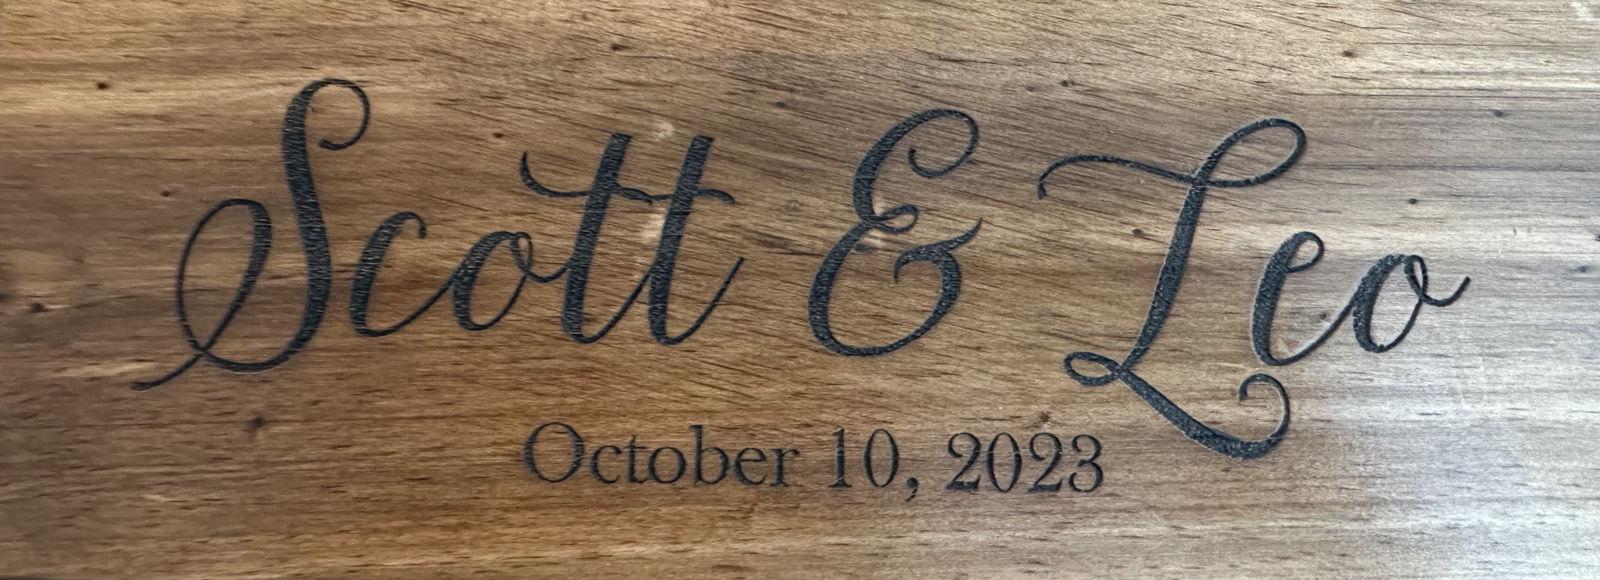 Scott & Leo
October 10, 2023